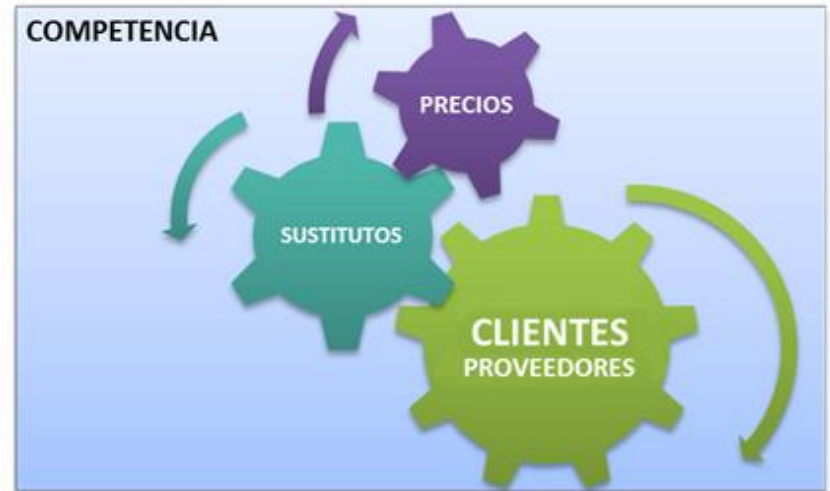 COMPETENCIA
PRECIOS
SUSTITUTOS
CLIENTES
PROVEEDORES